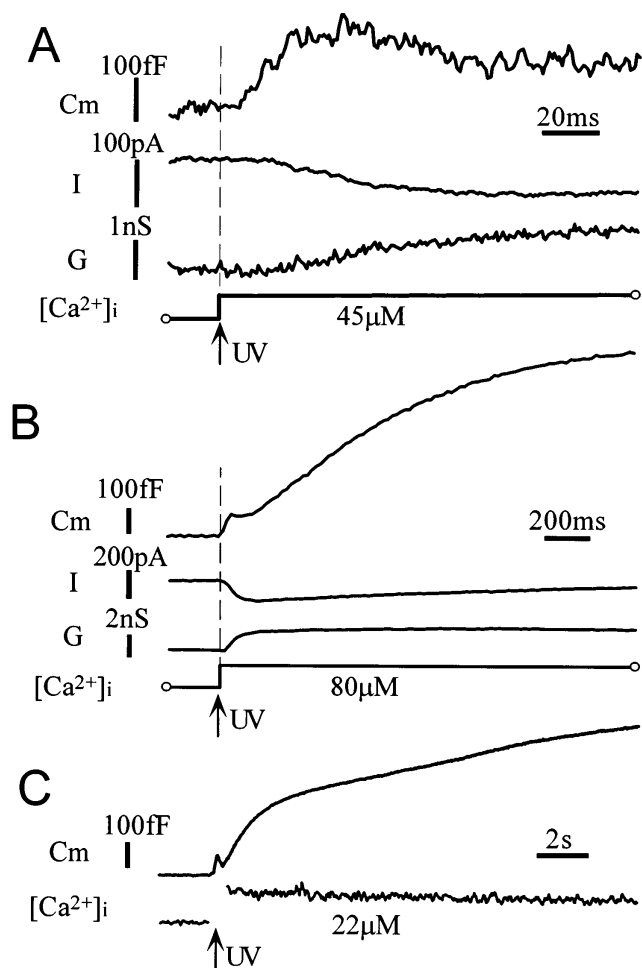 A
100fF
Cm
20ms
100pA
I
1nS
G
[Ca²⁺]i
45μM
UV
B
100fF
Cm
200ms
200pA
I
2nS
G
[Ca²⁺]i
80μM
UV
C
100fF
Cm
2s
[Ca²⁺]i
22μM
UV